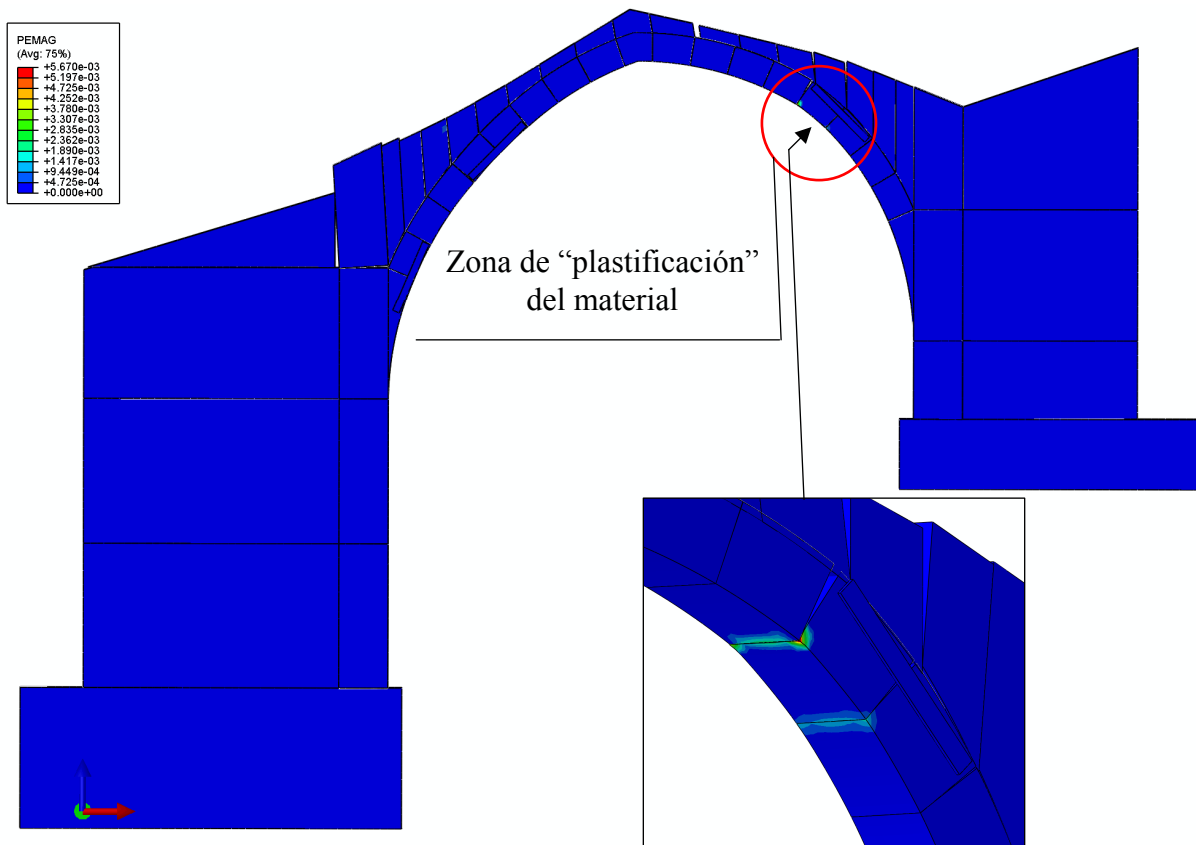 PEMAG
(Avg: 75%)
+5.670e-03
+5.197e-03
+4.725e-03
+4.252e-03
+3.780e-03
+3.307e-03
+2.835e-03
+2.362e-03
+1.890e-03
+1.417e-03
+9.449e-04
+4.725e-04
+0.000e+00
Zona de “plastificación”
del material